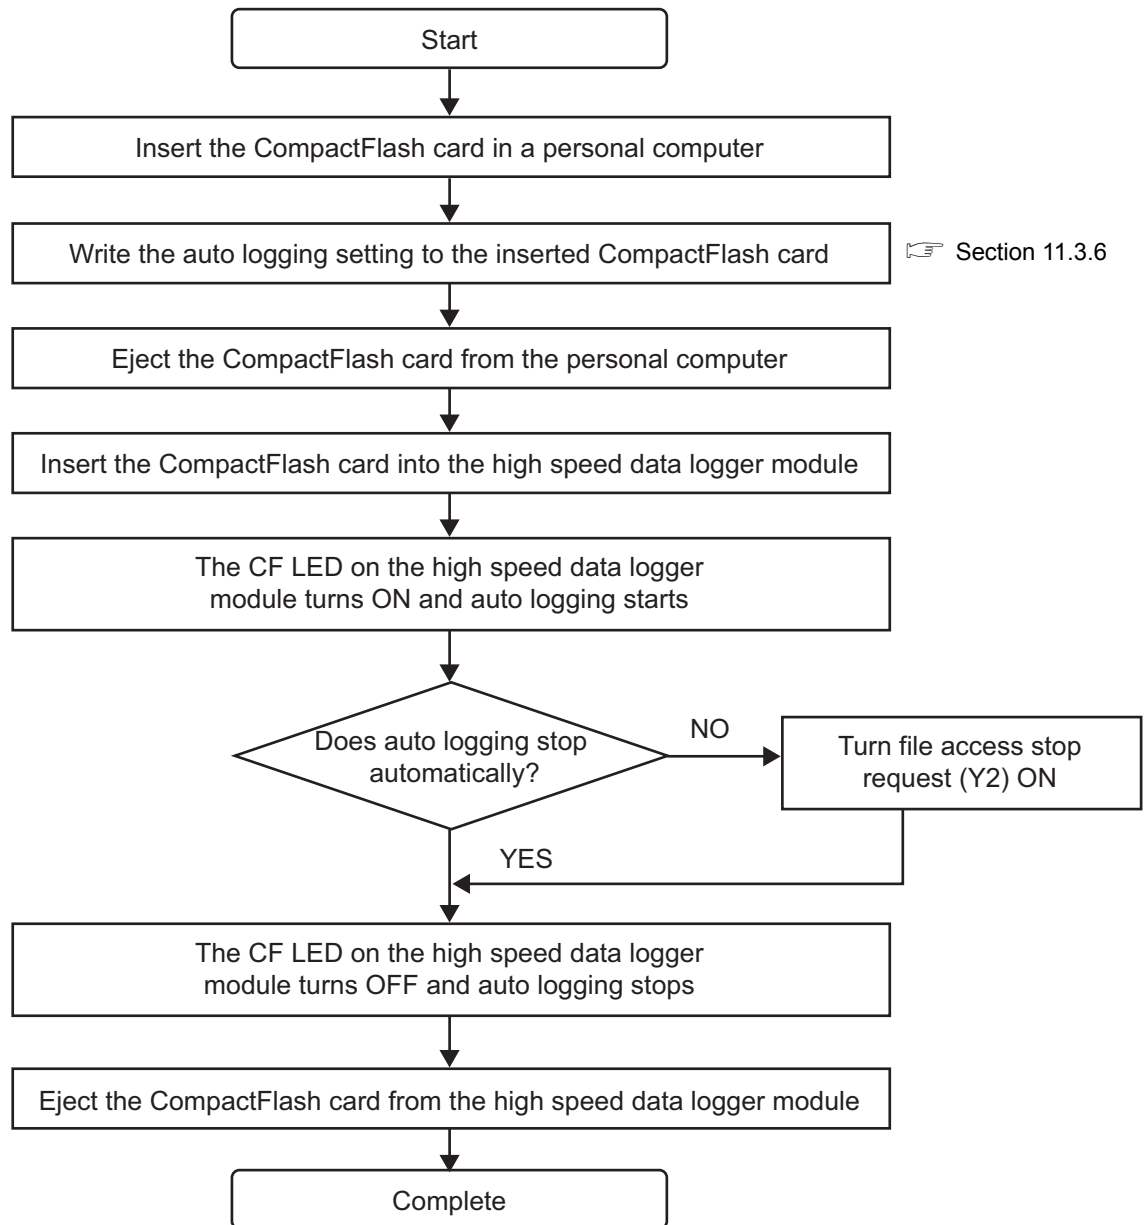 Start
Insert the CompactFlash card in a personal computer
Write the auto logging setting to the inserted CompactFlash card
☞ Section 11.3.6
Eject the CompactFlash card from the personal computer
Insert the CompactFlash card into the high speed data logger module
The CF LED on the high speed data logger
module turns ON and auto logging starts
Does auto logging stop
automatically?
NO
Turn file access stop
request (Y2) ON
YES
The CF LED on the high speed data logger
module turns OFF and auto logging stops
Eject the CompactFlash card from the high speed data logger module
Complete